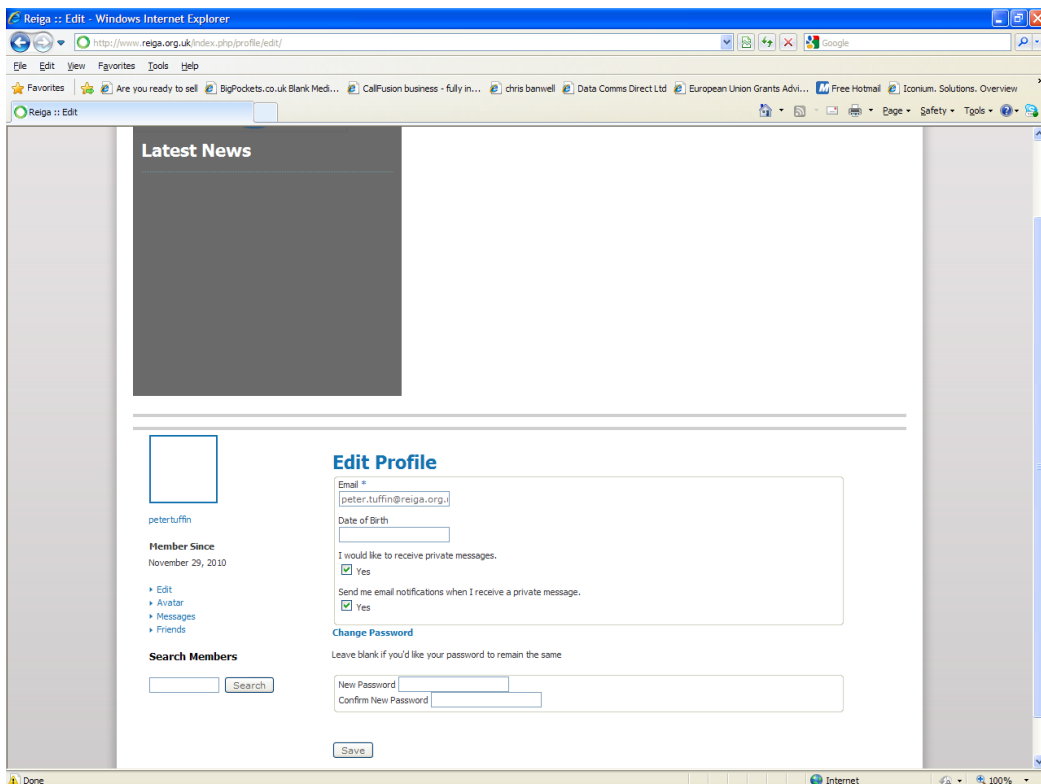 Reiga :: Edit - Windows Internet Explorer
http://www.reiga.org.uk/index.php/profile/edit/
Google
File Edit View Favorites Tools Help
Favorites Are you ready to sell BigPockets.co.uk Blank Medi... CallFusion business - fully in... chris banwell Data Comms Direct Ltd European Union Grants Advi... Free Hotmail Iconium. Solutions. Overview
Reiga :: Edit
Page Safety Tools
Latest News
Edit Profile
Email *
peter.tuffin@reiga.org.u
petertuffin
Date of Birth
Member Since
November 29, 2010
I would like to receive private messages.
Yes
Edit
Avatar
Messages
Friends
Send me email notifications when I receive a private message.
Yes
Change Password
Search Members
Leave blank if you'd like your password to remain the same
Search
New Password
Confirm New Password
Save
Done
Internet
100%